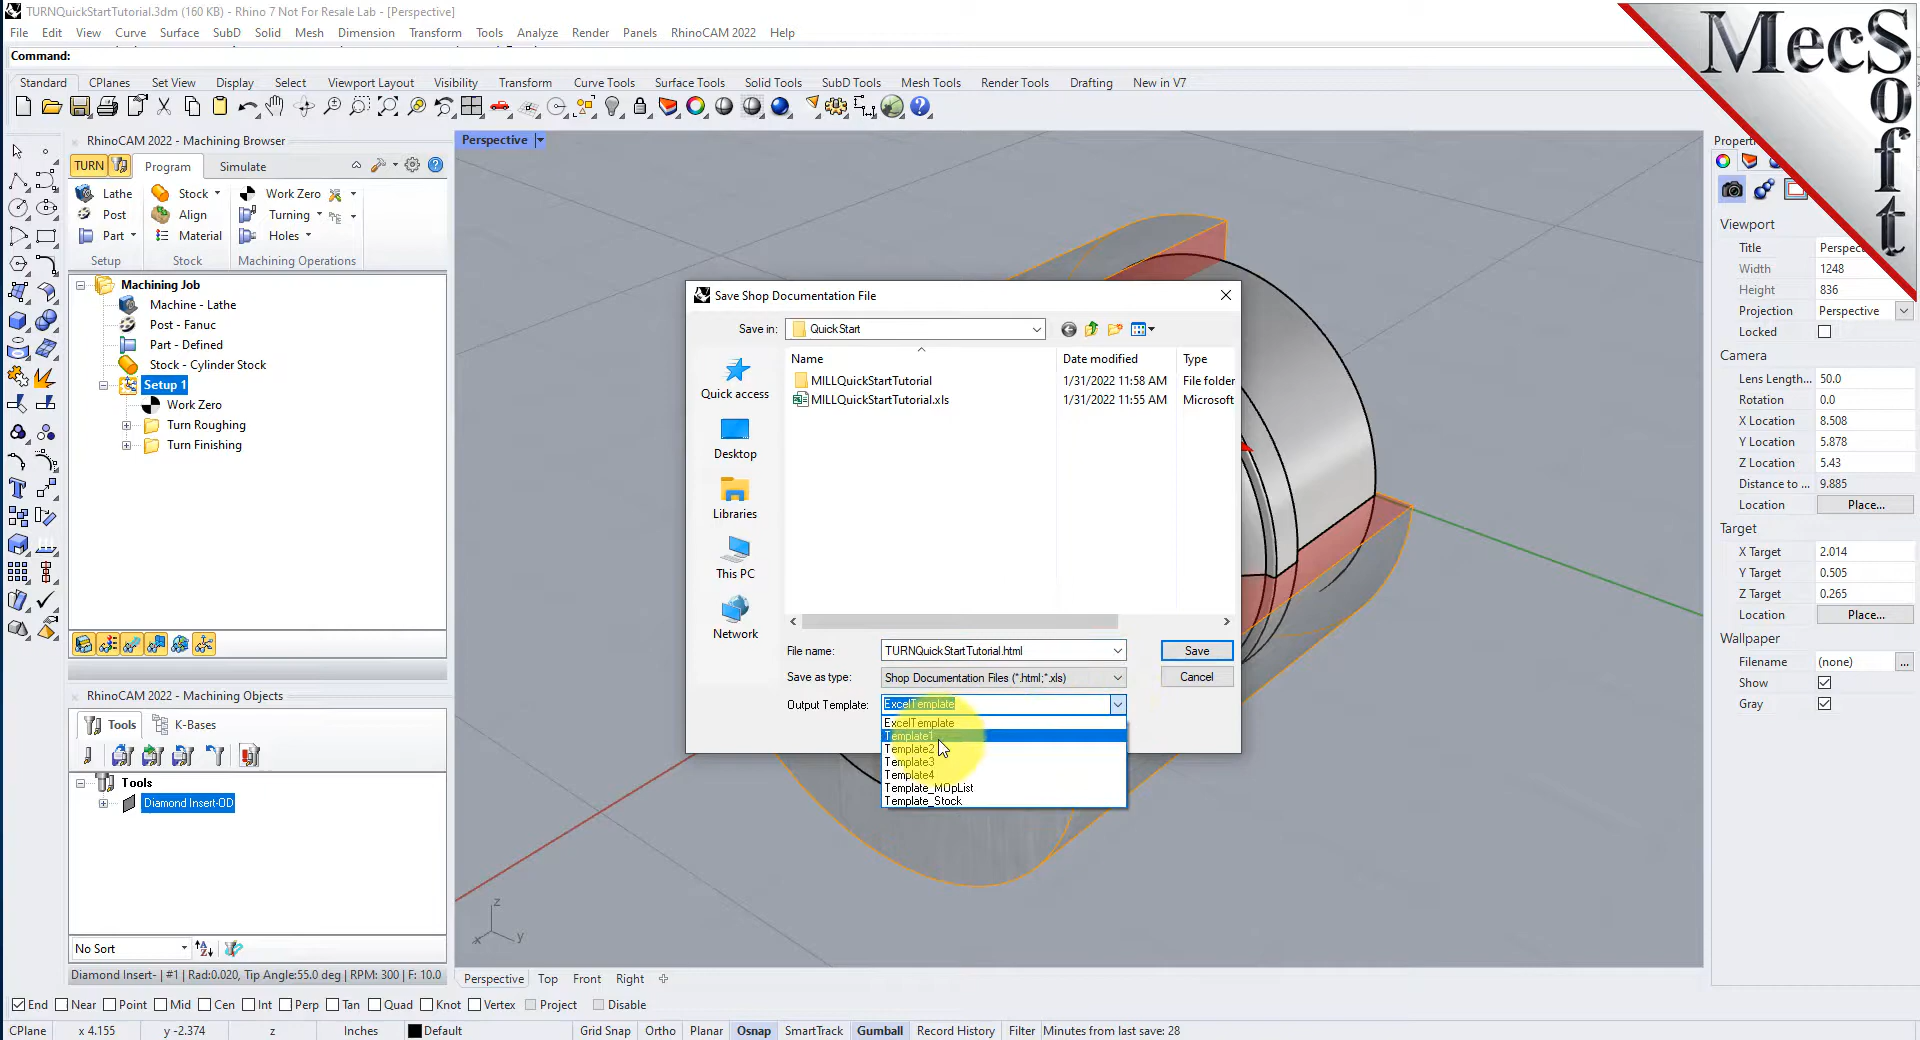 TURNQuickStartTutorial.3dm (160 KB) - Rhino 7 Not For Resale Lab - [Perspective]
File Edit View Curve Surface SubD Solid Mesh Dimension Transform Tools Analyze Render Panels RhinoCAM 2022 Help
Command:
Standard CPlanes Set View Display Select Viewport Layout Visibility Transform Curve Tools Surface Tools Solid Tools SubD Tools Mesh Tools Render Tools Drafting New in V7
MecSoft
RhinoCAM 2022 - Machining Browser
TURN Program Simulate
Lathe Stock Work Zero
Post Align Turning
Part Material Holes
Setup Stock Machining Operations
Machining Job
Machine - Lathe
Post - Fanuc
Part - Defined
Stock - Cylinder Stock
Setup 1
Work Zero
Turn Roughing
Turn Finishing
RhinoCAM 2022 - Machining Objects
Tools K-Bases
Tools
Diamond Insert-OD
No Sort
Diamond Insert- | #1 | Rad:0.020, Tip Angle:55.0 deg | RPM: 300 | F: 10.0
Perspective
Save Shop Documentation File
Save in: QuickStart
Name Date modified Type
MILLQuickStartTutorial 1/31/2022 11:58 AM File folder
MILLQuickStartTutorial.xls 1/31/2022 11:55 AM Microsoft
Quick access
Desktop
Libraries
This PC
Network
File name: TURNQuickStartTutorial.html Save
Save as type: Shop Documentation Files (*.html;*.xls) Cancel
Output Template: ExcelTemplate
ExcelTemplate
Template1
Template2
Template3
Template4
Template_MOpList
Template_Stock
z
x y
Viewport
Title
Width 1248
Height 836
Projection Perspective
Locked
Camera
Lens Length... 50.0
Rotation 0.0
X Location 8.508
Y Location 5.878
Z Location 5.43
Distance to ... 9.885
Location Place...
Target
X Target 2.014
Y Target 0.505
Z Target 0.265
Location Place...
Wallpaper
Filename (none) ...
Show
Gray
Perspective Top Front Right
End Near Point Mid Cen Int Perp Tan Quad Knot Vertex Project Disable
CPlane x 4.155 y -2.374 z Inches Default Grid Snap Ortho Planar Osnap SmartTrack Gumball Record History Filter Minutes from last save: 28